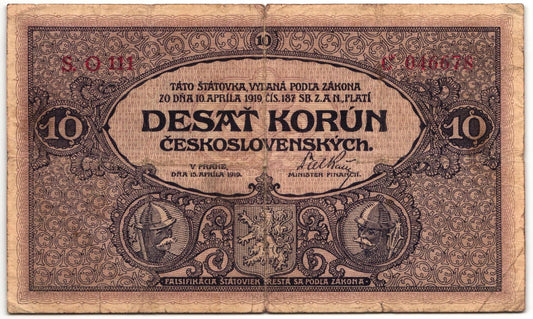 10
S. O 111
č. 046678
TÁTO ŠTÁTOVKA, VYDANÁ PODĽA ZÁKONA
ZO DŇA 10. APRÍLA 1919, ČÍS. 187 SB. Z. A N., PLATÍ
10
DESAŤ KORÚN
10
ČESKOSLOVENSKÝCH.
V PRAHE,
DŇA 15. APRÍLA 1919.
MINISTER FINANCIÍ.
FALSIFIKÁCIA ŠTÁTOVIEK TRESTÁ SA PODĽA ZÁKONA.